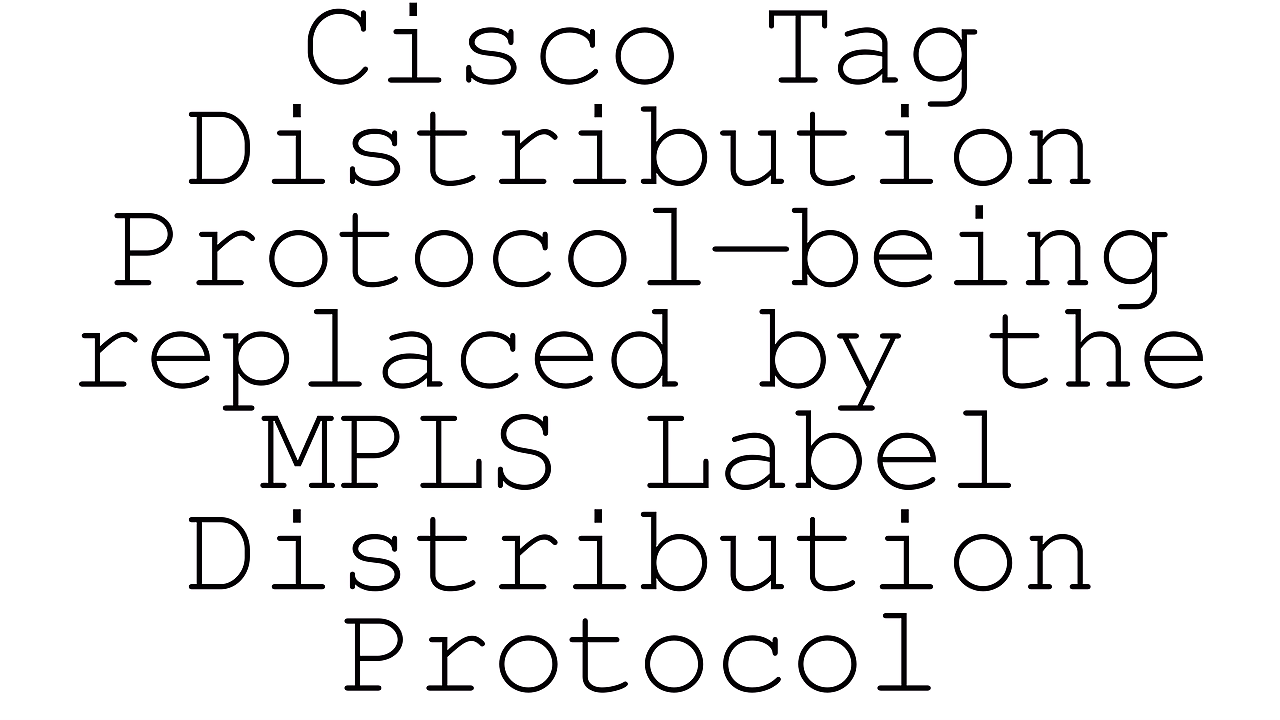 Cisco Tag
Distribution
Protocol—being
replaced by the
MPLS Label
Distribution
Protocol